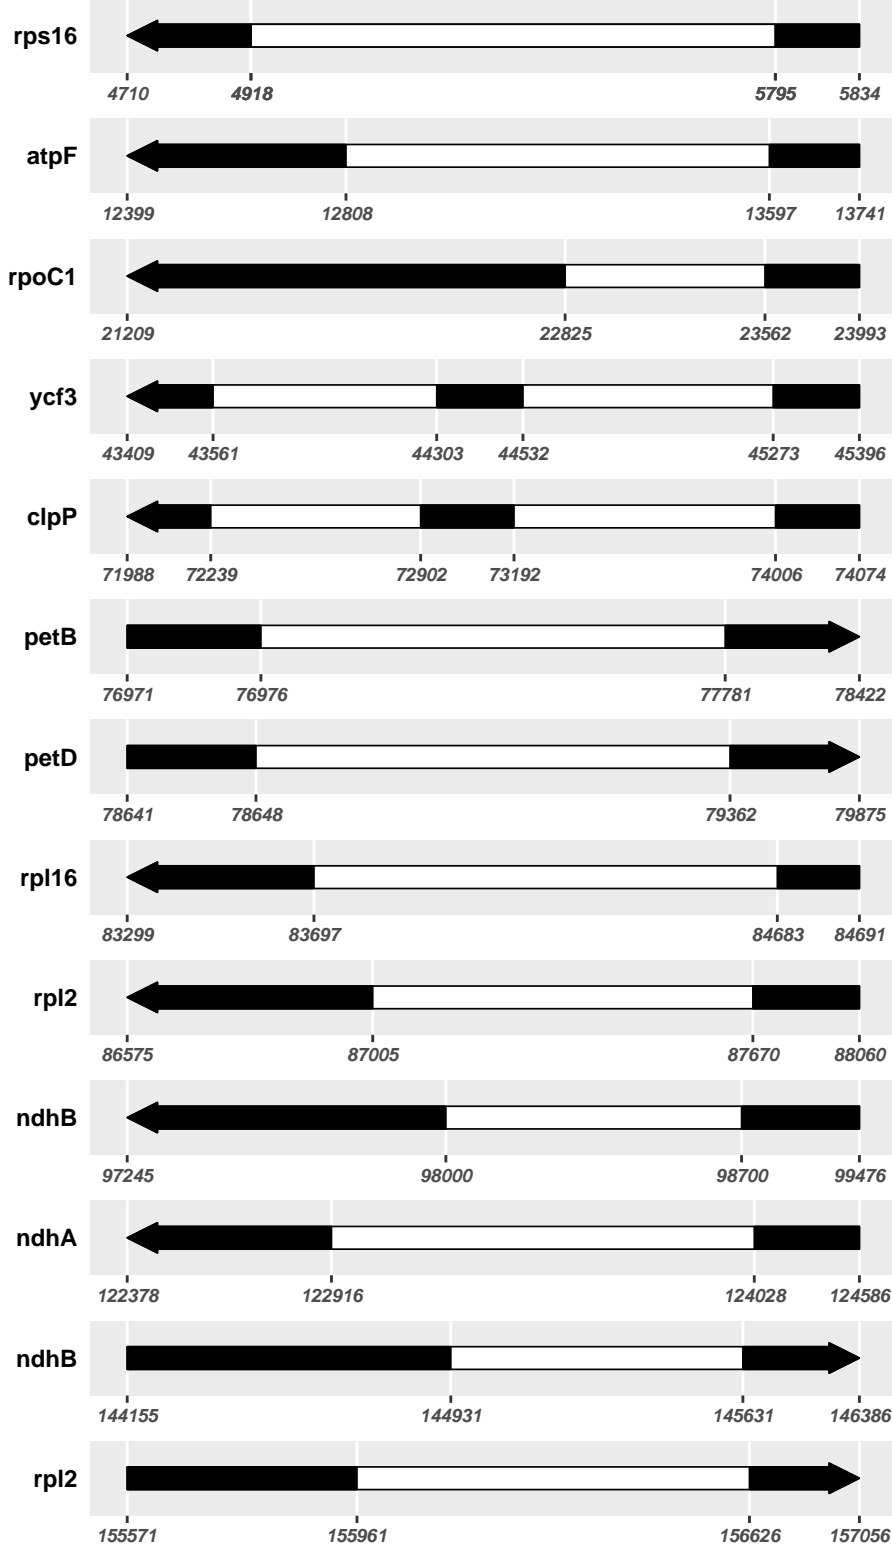 rps16
4710 4918 5795 5834
atpF
12399 12808 13597 13741
rpoC1
21209 22825 23562 23993
ycf3
43409 43561 44303 44532 45273 45396
clpP
71988 72239 72902 73192 74006 74074
petB
76971 76976 77781 78422
petD
78641 78648 79362 79875
rpl16
83299 83697 84683 84691
rpl2
86575 87005 87670 88060
ndhB
97245 98000 98700 99476
ndhA
122378 122916 124028 124586
ndhB
144155 144931 145631 146386
rpl2
155571 155961 156626 157056